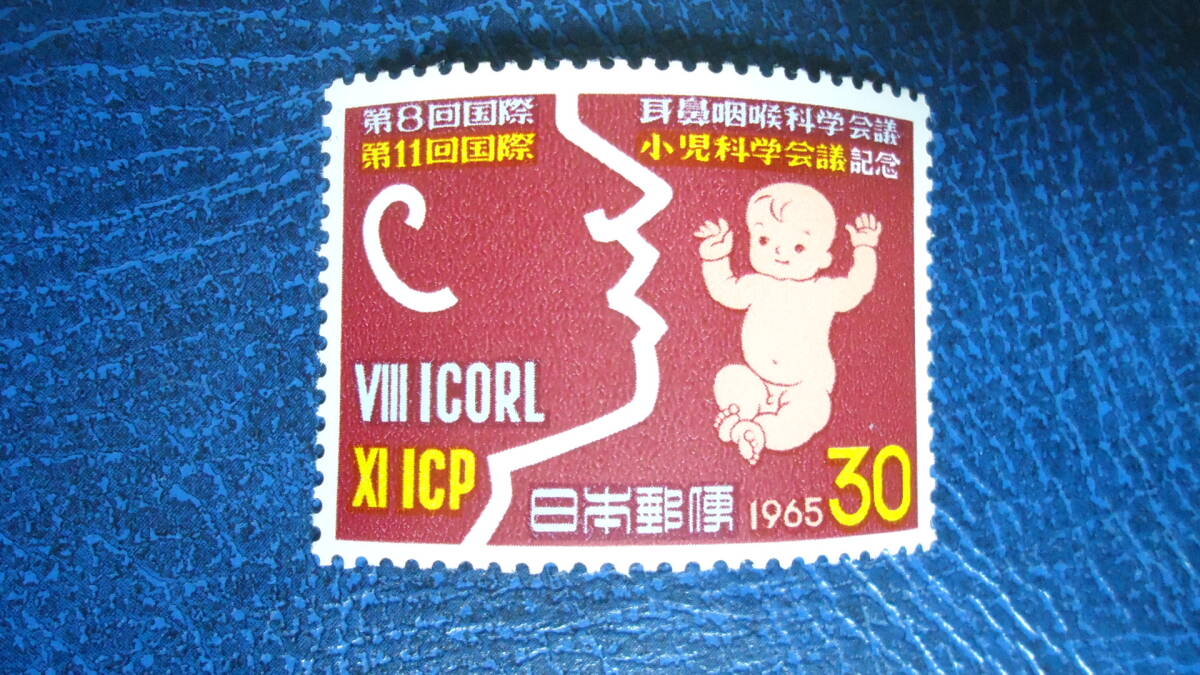 第8回国際 耳鼻咽喉科学会議
第11回国際 小児科学会議記念
VIII ICORL
XI ICP
日本郵便 1965 30